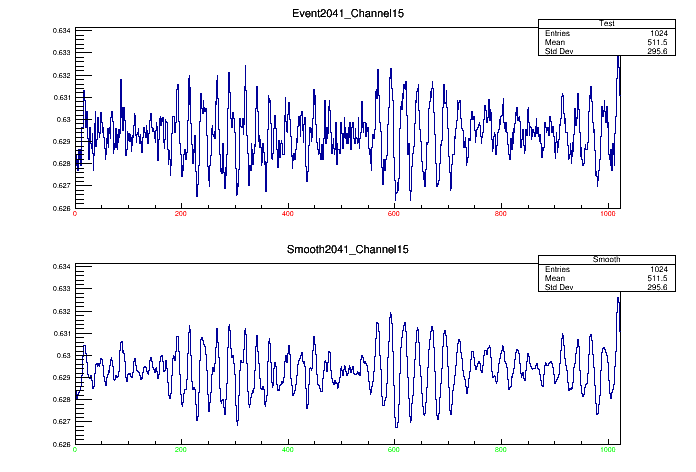 Event2041_Channel15
Test
Entries 1024
Mean 511.5
Std Dev 295.6
0.634
0.633
0.632
0.631
0.63
0.629
0.628
0.627
0.626
0 200 400 600 800 1000
Smooth2041_Channel15
Smooth
Entries 1024
Mean 511.5
Std Dev 295.6
0.634
0.633
0.632
0.631
0.63
0.629
0.628
0.627
0.626
0 200 400 600 800 1000